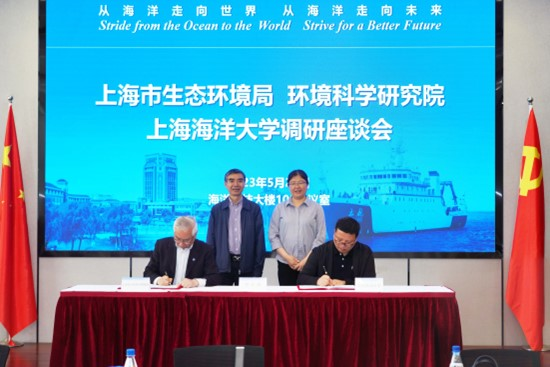 从海洋走向世界 从海洋走向未来
Stride from the Ocean to the World Strive for a Better Future
上海市生态环境局 环境科学研究院
上海海洋大学调研座谈会
23年5月
大楼10
室